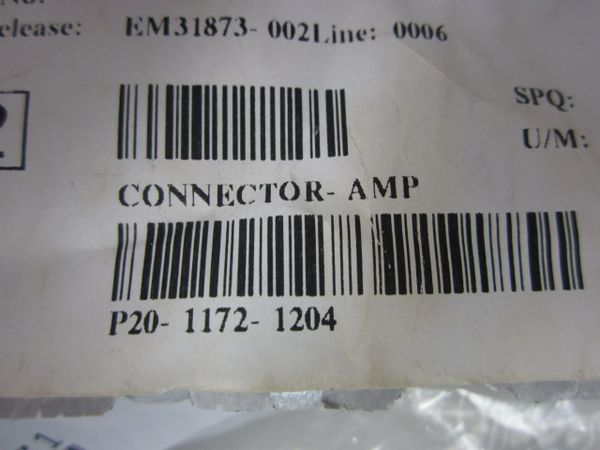 elease: EM31873- 002Line: 0006
SPQ:
U/M:
CONNECTOR- AMP
P20- 1172- 1204